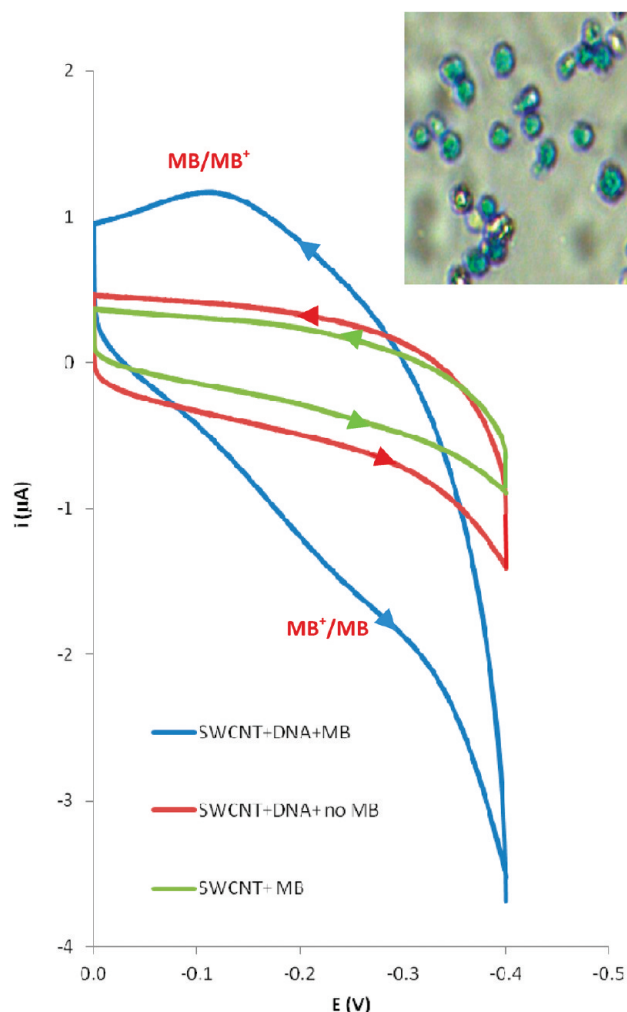 2
MB/MB⁺
1
0
-1
i (µA)
MB⁺/MB
-2
SWCNT+DNA+MB
-3
SWCNT+DNA+ no MB
SWCNT+ MB
-4
0.0 -0.1 -0.2 -0.3 -0.4 -0.5
E (V)